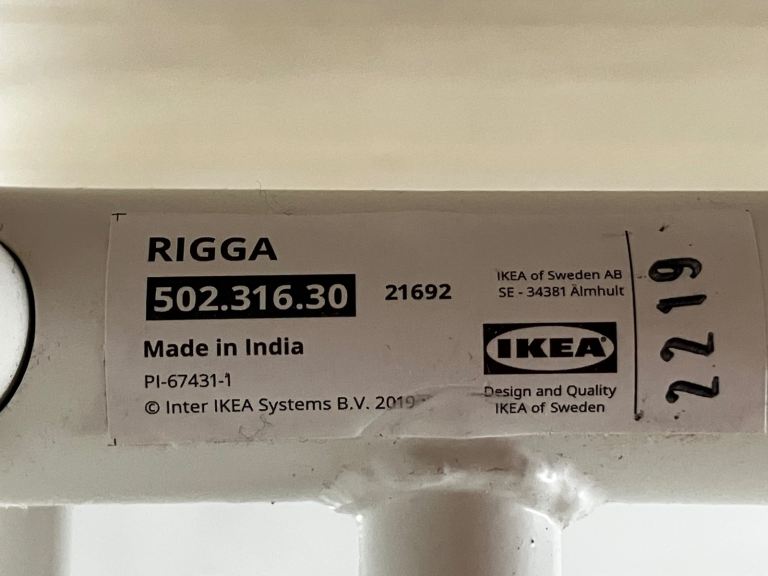 RIGGA
502.316.30
21692
Made in India
PI-67431-1
© Inter IKEA Systems B.V. 2019
IKEA of Sweden AB
SE - 34381 Älmhult
IKEA®
Design and Quality
IKEA of Sweden
2219